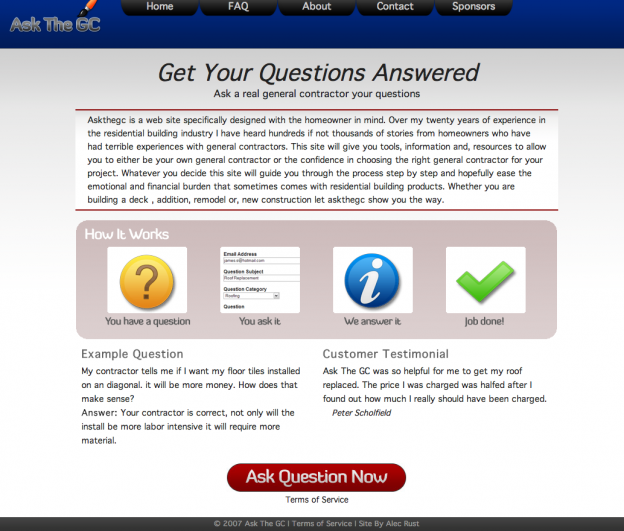 Ask The GC
Home FAQ About Contact Sponsors
Get Your Questions Answered
Ask a real general contractor your questions
Askthegc is a web site specifically designed with the homeowner in mind. Over my twenty years of experience in
the residential building industry I have heard hundreds if not thousands of stories from homeowners who have
had terrible experiences with general contractors. This site will give you tools, information and, resources to allow
you to either be your own general contractor or the confidence in choosing the right general contractor for your
project. Whatever you decide this site will guide you through the process step by step and hopefully ease the
emotional and financial burden that sometimes comes with residential building products. Whether you are
building a deck , addition, remodel or, new construction let askthegc show you the way.
How It Works
?
Email Address
james-s@hotmail.com
Question Subject
Roof Replacement
Question Category
Roofing
Question
i
You have a question
You ask it
We answer it
Job done!
Example Question
My contractor tells me if I want my floor tiles installed
on an diagonal. it will be more money. How does that
make sense?
Answer: Your contractor is correct, not only will the
install be more labor intensive it will require more
material.
Customer Testimonial
Ask The GC was so helpful for me to get my roof
replaced. The price I was charged was halfed after I
found out how much I really should have been charged.
Peter Scholfield
Ask Question Now
Terms of Service
© 2007 Ask The GC | Terms of Service | Site By Alec Rust